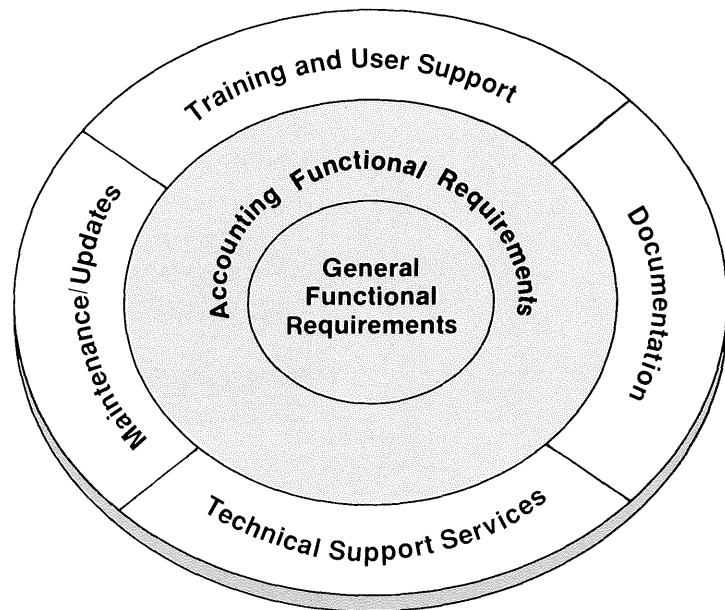 Training and User Support
Accounting Functional Requirements
General
Functional
Requirements
Maintenance/Updates
Documentation
Technical Support Services